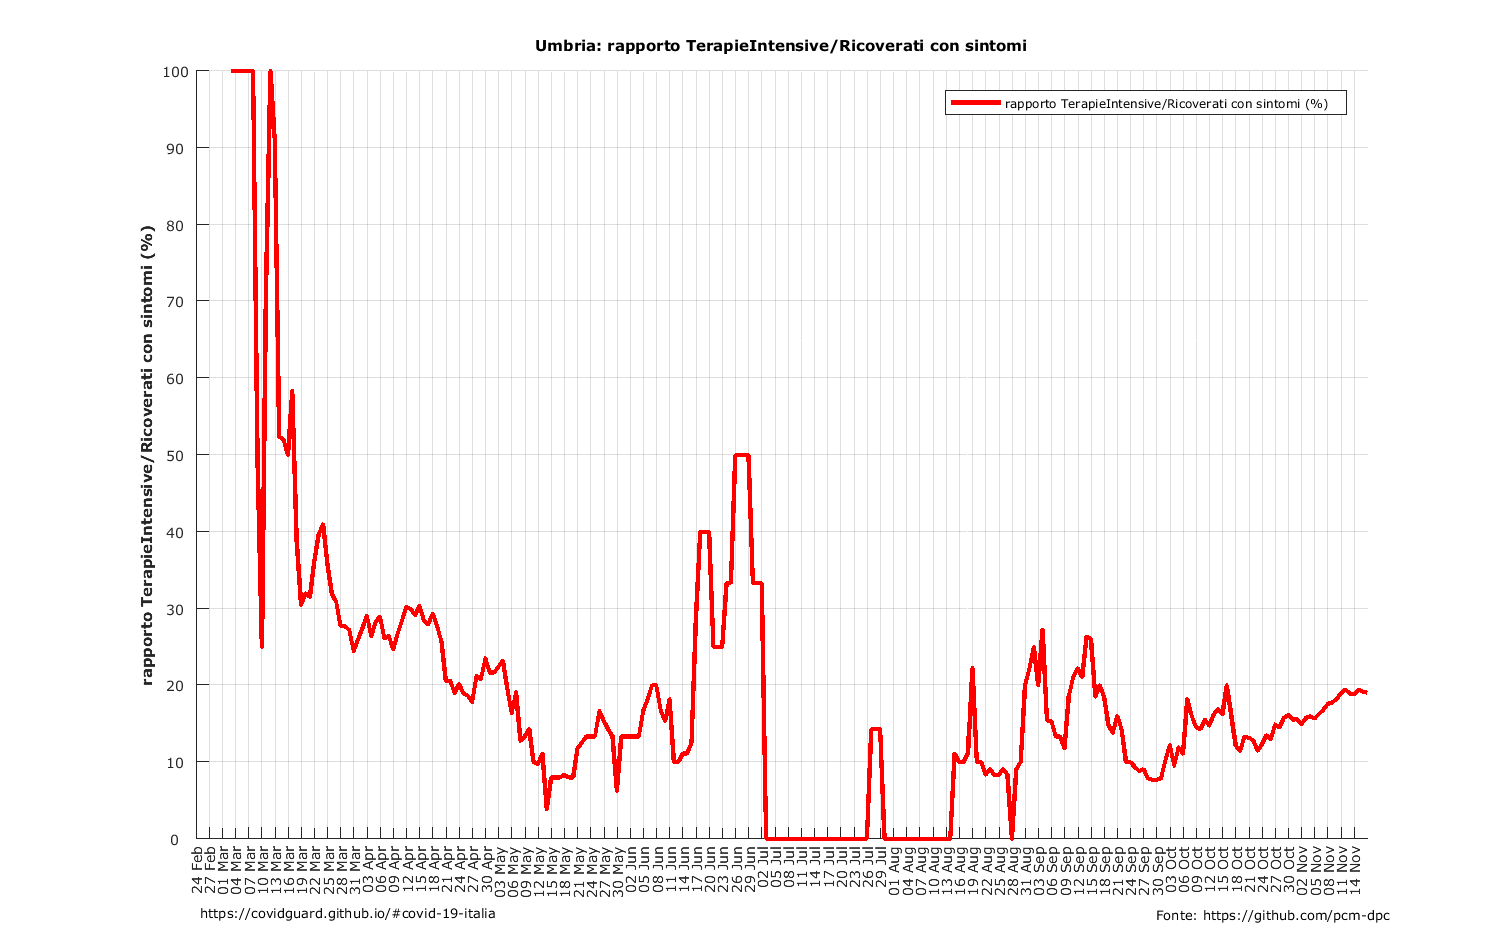 Umbria: rapporto TerapieIntensive/Ricoverati con sintomi
rapporto TerapieIntensive/Ricoverati con sintomi (%)
rapporto TerapieIntensive/Ricoverati con sintomi (%)
100
90
80
70
60
50
40
30
20
10
0
24 Feb
27 Feb
01 Mar
04 Mar
07 Mar
10 Mar
13 Mar
16 Mar
19 Mar
22 Mar
25 Mar
28 Mar
31 Mar
03 Apr
06 Apr
09 Apr
12 Apr
15 Apr
18 Apr
21 Apr
24 Apr
27 Apr
30 Apr
03 May
06 May
09 May
12 May
15 May
18 May
21 May
24 May
27 May
30 May
02 Jun
05 Jun
08 Jun
11 Jun
14 Jun
17 Jun
20 Jun
23 Jun
26 Jun
29 Jun
02 Jul
05 Jul
08 Jul
11 Jul
14 Jul
17 Jul
20 Jul
23 Jul
26 Jul
29 Jul
01 Aug
04 Aug
07 Aug
10 Aug
13 Aug
16 Aug
19 Aug
22 Aug
25 Aug
28 Aug
31 Aug
03 Sep
06 Sep
09 Sep
12 Sep
15 Sep
18 Sep
21 Sep
24 Sep
27 Sep
30 Sep
03 Oct
06 Oct
09 Oct
12 Oct
15 Oct
18 Oct
21 Oct
24 Oct
27 Oct
30 Oct
02 Nov
05 Nov
08 Nov
11 Nov
14 Nov
https://covidguard.github.io/#covid-19-italia
Fonte: https://github.com/pcm-dpc